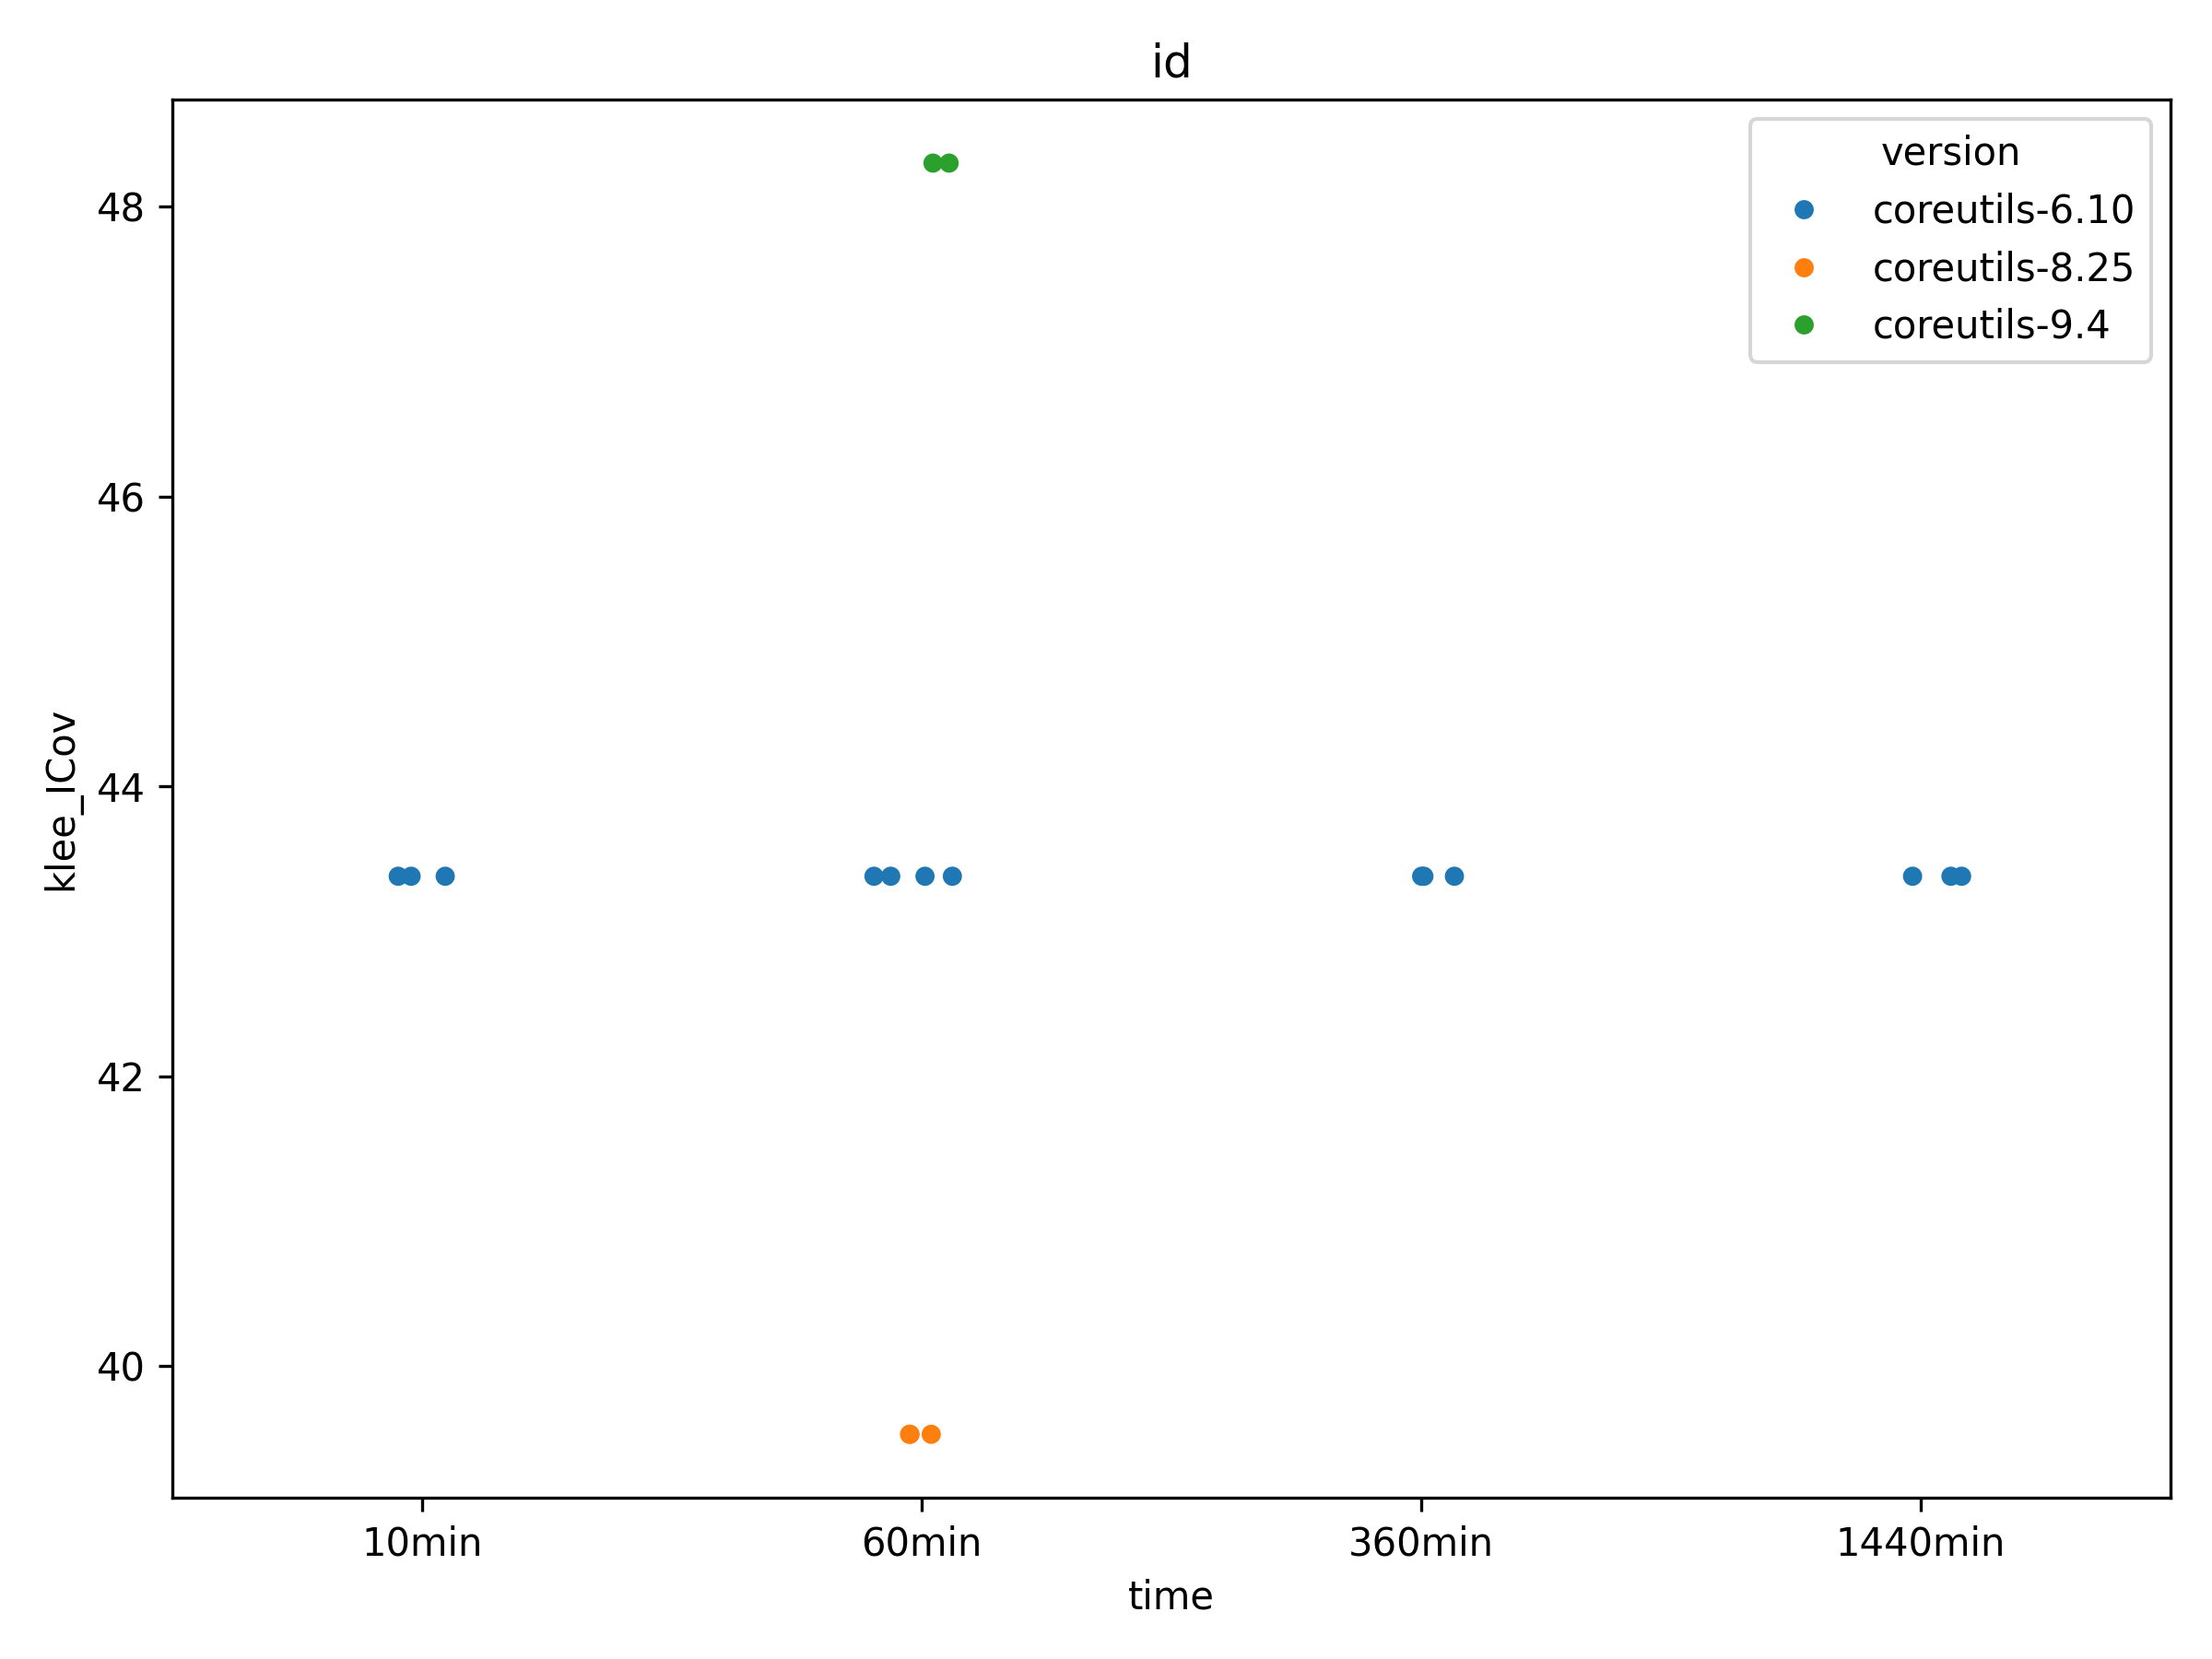 id
version
coreutils-6.10
coreutils-8.25
coreutils-9.4
klee_ICov
48
46
44
42
40
10min 60min 360min 1440min
time